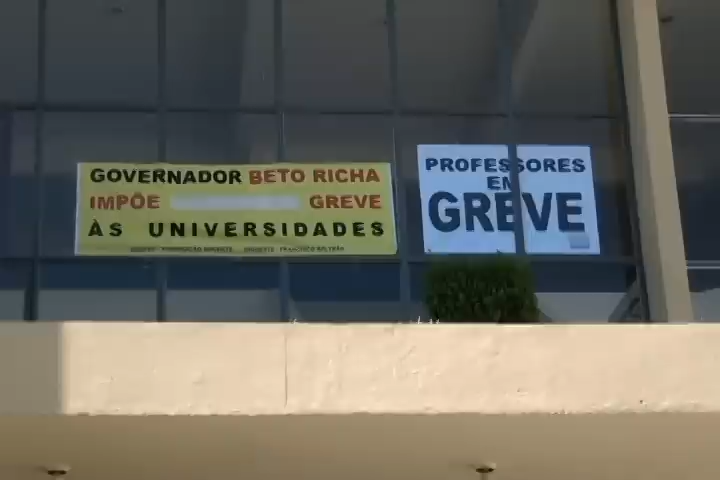 GOVERNADOR BETO RICHA
IMPÕE GREVE
ÀS UNIVERSIDADES
PROFESSORES
EM
GREVE